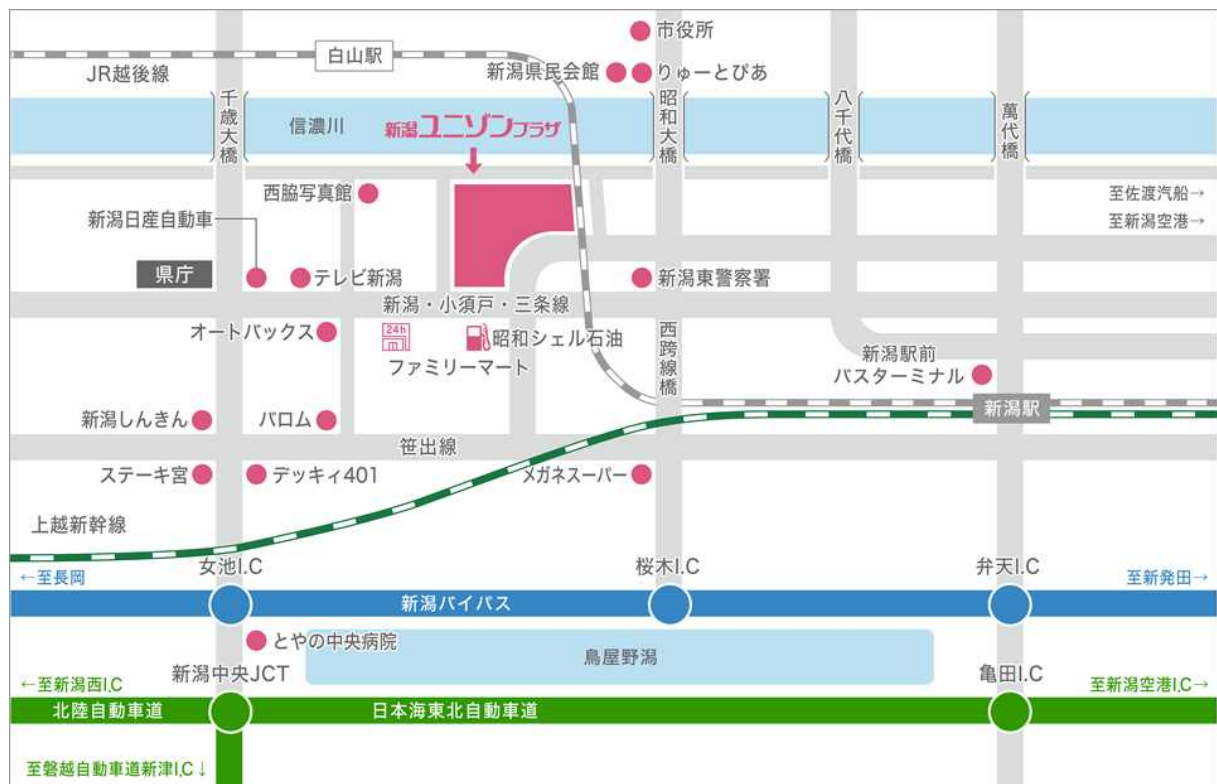 市役所
白山駅
新潟県民会館
りゅーとぴあ
JR越後線
千歳大橋
信濃川
新潟ユニゾンプラザ
昭和大橋
八千代橋
萬代橋
西脇写真館
至佐渡汽船→
新潟日産自動車
至新潟空港→
県庁
テレビ新潟
新潟東警察署
新潟・小須戸・三条線
オートバックス
24h
昭和シェル石油
西跨線橋
新潟駅前
バスターミナル
ファミリーマート
新潟駅
新潟しんきん
バロム
笹出線
ステーキ宮
デッキィ401
メガネスーパー
上越新幹線
女池I.C
桜木I.C
弁天I.C
←至長岡
至新発田→
新潟バイパス
とやの中央病院
鳥屋野潟
新潟中央JCT
亀田I.C
←至新潟西I.C
至新潟空港I.C→
北陸自動車道
日本海東北自動車道
至磐越自動車道新津I.C↓